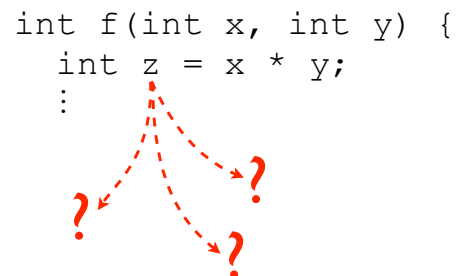 int f(int x, int y) {
int z = x * y;
⋮
?
?
?